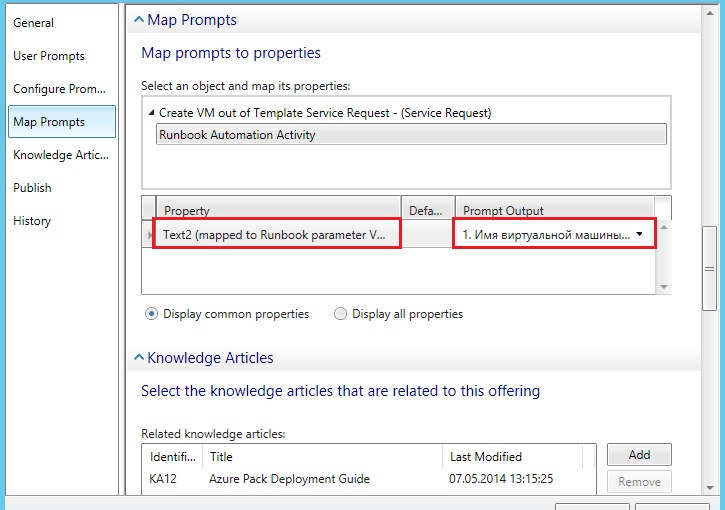 General
User Prompts
Configure Prom...
Map Prompts
Knowledge Artic...
Publish
History
Map Prompts
Map prompts to properties
Select an object and map its properties:
Create VM out of Template Service Request - (Service Request)
Runbook Automation Activity
Property Defa... Prompt Output
Text2 (mapped to Runbook parameter V... 1. Имя виртуальной машины...
Display common properties Display all properties
Knowledge Articles
Select the knowledge articles that are related to this offering
Related knowledge articles:
Identifi... Title Last Modified
KA12 Azure Pack Deployment Guide 07.05.2014 13:15:25
Add
Remove